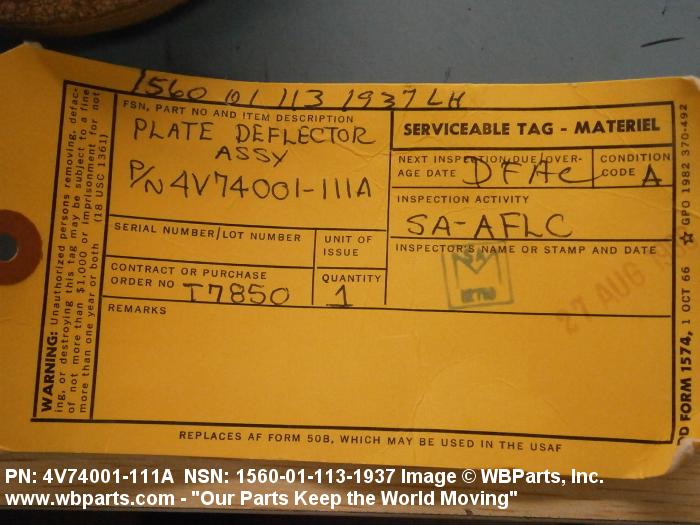 1560 01 113 1937 LH
FSN, PART NO AND ITEM DESCRIPTION
PLATE DEFLECTOR
ASSY
P/N 4V74001-111A
SERIAL NUMBER/LOT NUMBER
UNIT OF
ISSUE
CONTRACT OR PURCHASE
ORDER NO T7850
QUANTITY
1
REMARKS
SERVICEABLE TAG - MATERIEL
NEXT INSPECTION DUE/OVER-
AGE DATE
CONDITION
CODE A
INSPECTION ACTIVITY
SA-AFLC
INSPECTOR'S NAME OR STAMP AND DATE
27 AUG
WARNING: Unauthorized persons removing, defac-
ing, or destroying this tag may be subject to a fine
of not more than $1,000 or imprisonment for not
more than one year or both (18 USC 1361)
DD FORM 1574, 1 OCT 66 ☆ GPO 1982 370-492
REPLACES AF FORM 50B, WHICH MAY BE USED IN THE USAF
PN: 4V74001-111A NSN: 1560-01-113-1937 Image © WBParts, Inc.
www.wbparts.com - "Our Parts Keep the World Moving"